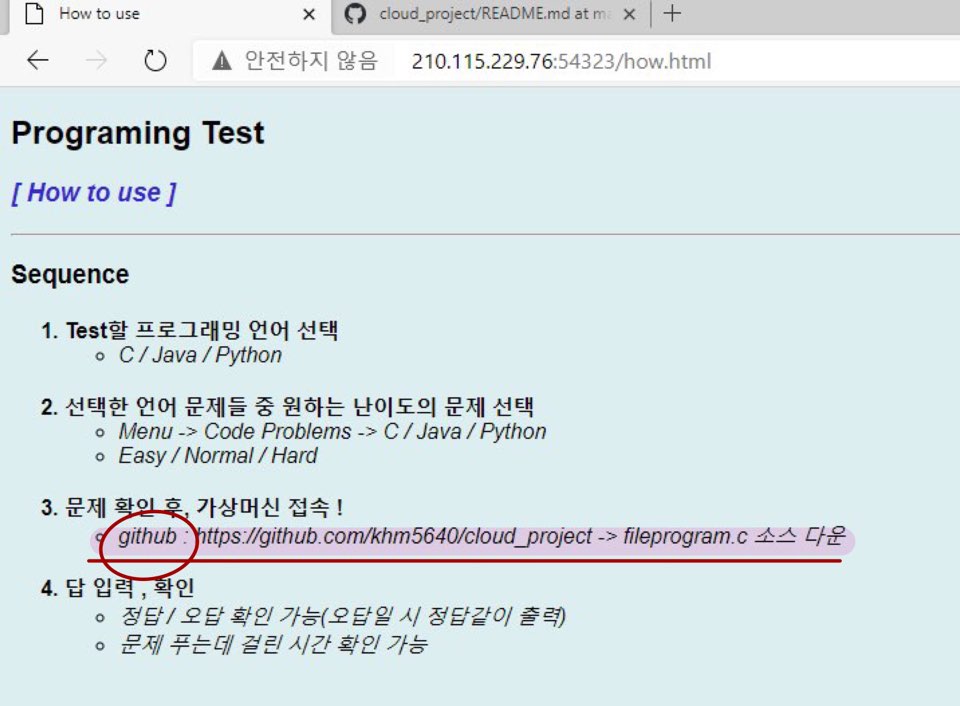 How to use
cloud_project/README.md at ma
안전하지 않음 210.115.229.76:54323/how.html
Programing Test
[ How to use ]
Sequence
1. Test할 프로그래밍 언어 선택
C / Java / Python
2. 선택한 언어 문제들 중 원하는 난이도의 문제 선택
Menu -> Code Problems -> C / Java / Python
Easy / Normal / Hard
3. 문제 확인 후, 가상머신 접속 !
github : https://github.com/khm5640/cloud_project -> fileprogram.c 소스 다운
4. 답 입력 , 확인
정답 / 오답 확인 가능(오답일 시 정답같이 출력)
문제 푸는데 걸린 시간 확인 가능